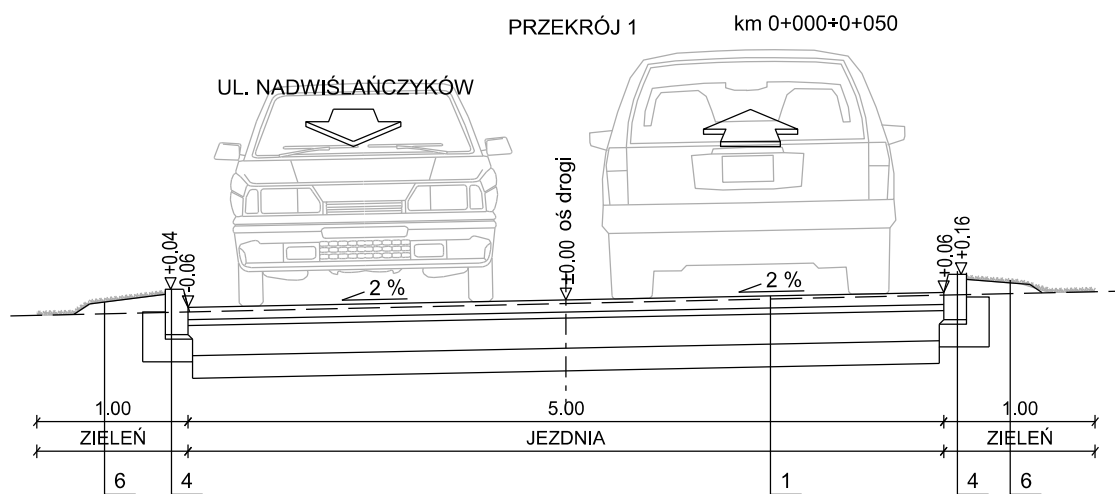 PRZEKRÓJ 1 km 0+000÷0+050
UL. NADWIŚLAŃCZYKÓW
+0.04
-0.06
±0.00 oś drogi
+0.06
+0.16
2 %
2 %
1.00 5.00 1.00
ZIELEŃ JEZDNIA ZIELEŃ
6 4 1 4 6